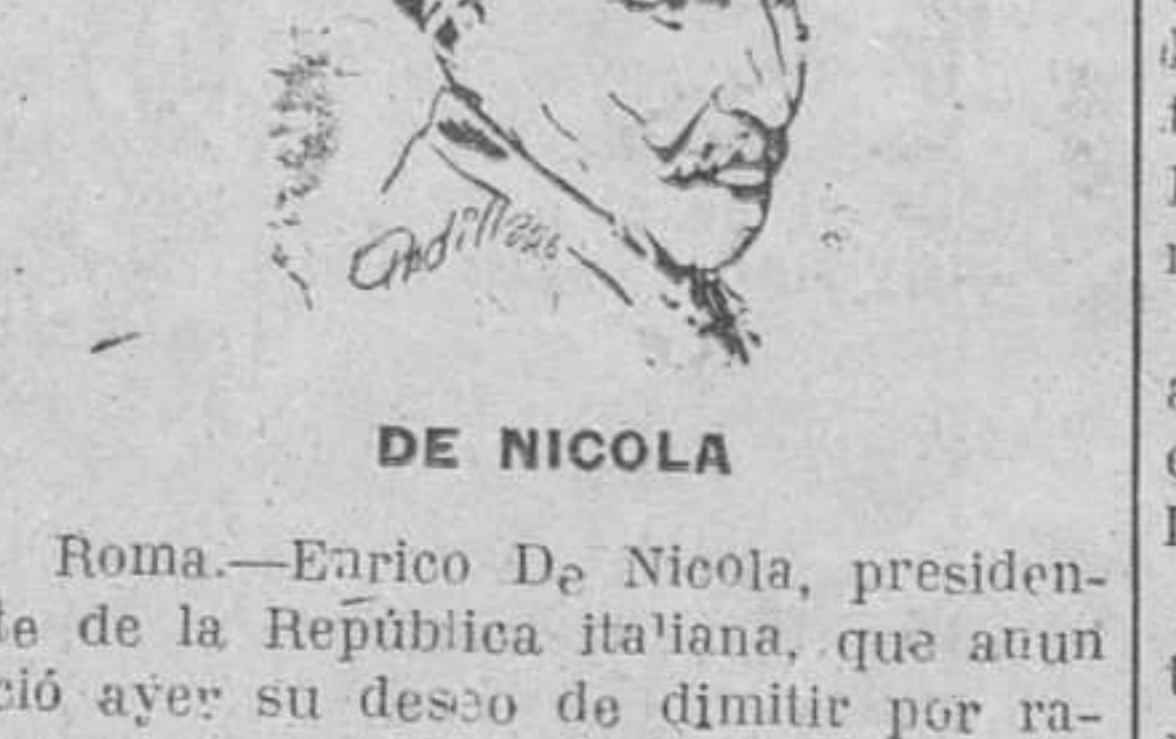 DE NICOLA
Roma.—Enrico De Nicola, presiden-
te de la República italiana, que anun
ció ayer su deseo de dimitir por ra-